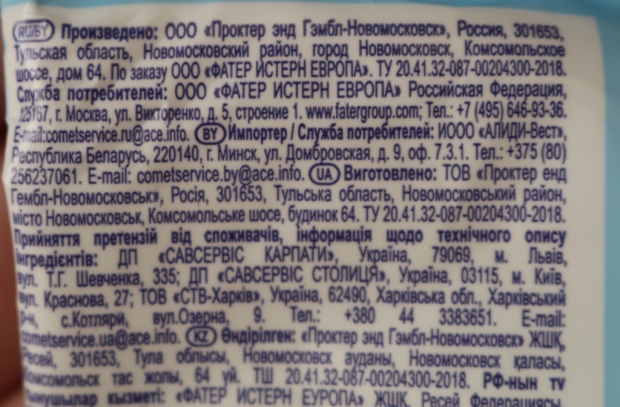 RU/BY Произведено: ООО «Проктер энд Гэмбл-Новомосковск», Россия, 301653,
Тульская область, Новомосковский район, город Новомосковск, Комсомольское
шоссе, дом 64. По заказу ООО «ФАТЕР ИСТЕРН ЕВРОПА». ТУ 20.41.32-087-00204300-2018.
Служба потребителей: ООО «ФАТЕР ИСТЕРН ЕВРОПА» Российская Федерация,
125167, г. Москва, ул. Викторенко, д. 5, строение 1. www.fatergroup.com; Тел.: +7 (495) 646-93-36.
E-mail:cometservice.ru@ace.info. BY Импортер / Служба потребителей: ИООО «АЛИДИ-Вест»,
Республика Беларусь, 220140, г. Минск, ул. Домбровская, д. 9, оф. 7.3.1. Тел.: +375 (80)
256237061. E-mail: cometservice.by@ace.info. UA Виготовлено: ТОВ «Проктер енд
Гембл-Новомосковськ», Росія, 301653, Тульська область, Новомосковський район,
місто Новомосковськ, Комсомольське шосе, будинок 64. ТУ 20.41.32-087-00204300-2018.
Прийняття претензій від споживачів, інформація щодо технічного опису
інгредієнтів: ДП «САВСЕРВІС КАРПАТИ», Україна, 79069, м. Львів,
вул. Т.Г. Шевченка, 335; ДП «САВСЕРВІС СТОЛИЦЯ», Україна, 03115, м. Київ,
вул. Краснова, 27; ТОВ «СТВ-Харків», Україна, 62490, Харківська обл., Харківський
р-н, с.Котляри, вул.Озерна, 9. Тел.: +380 44 3383651. E-mail:
cometservice.ua@ace.info. KZ Өндірілген: «Проктер энд Гэмбл-Новомосковск» ЖШҚ,
Ресей, 301653, Тула облысы, Новомосковск ауданы, Новомосковск қаласы,
Комсомольск тас жолы, 64 үй. ТШ 20.41.32-087-00204300-2018. РФ-нын ту
тынушылар қызметі: «ФАТЕР ИСТЕРН ЕУРОПА» ЖШҚ, Ресей Федерациясы,